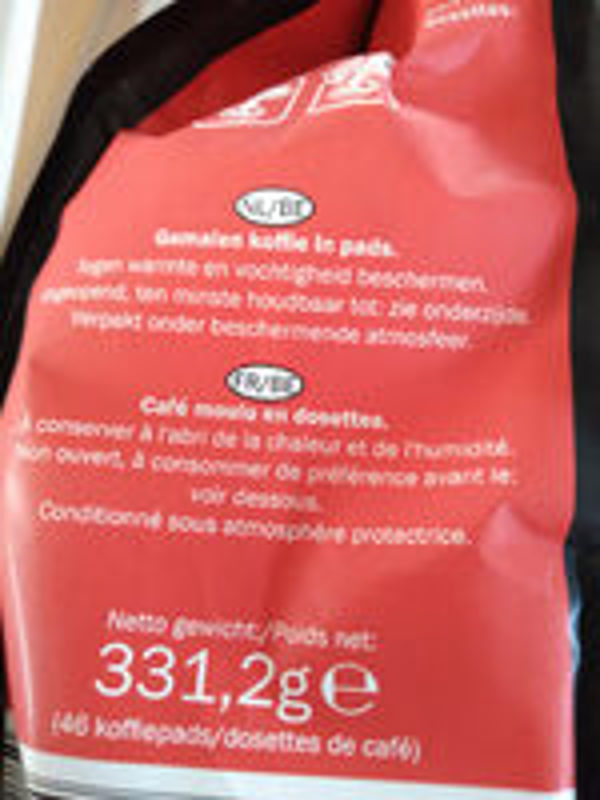 dosettes.
NL/BE
Gemalen koffie in pads.
Tegen warmte en vochtigheid beschermen.
Ongeopend, ten minste houdbaar tot: zie onderzijde.
Verpakt onder beschermende atmosfeer.
FR/BE
Café moulu en dosettes.
À conserver à l'abri de la chaleur et de l'humidité.
Non ouvert, à consommer de préférence avant le:
voir dessous.
Conditionné sous atmosphère protectrice.
Netto gewicht:/Poids net:
331,2g e
(46 koffiepads/dosettes de café)